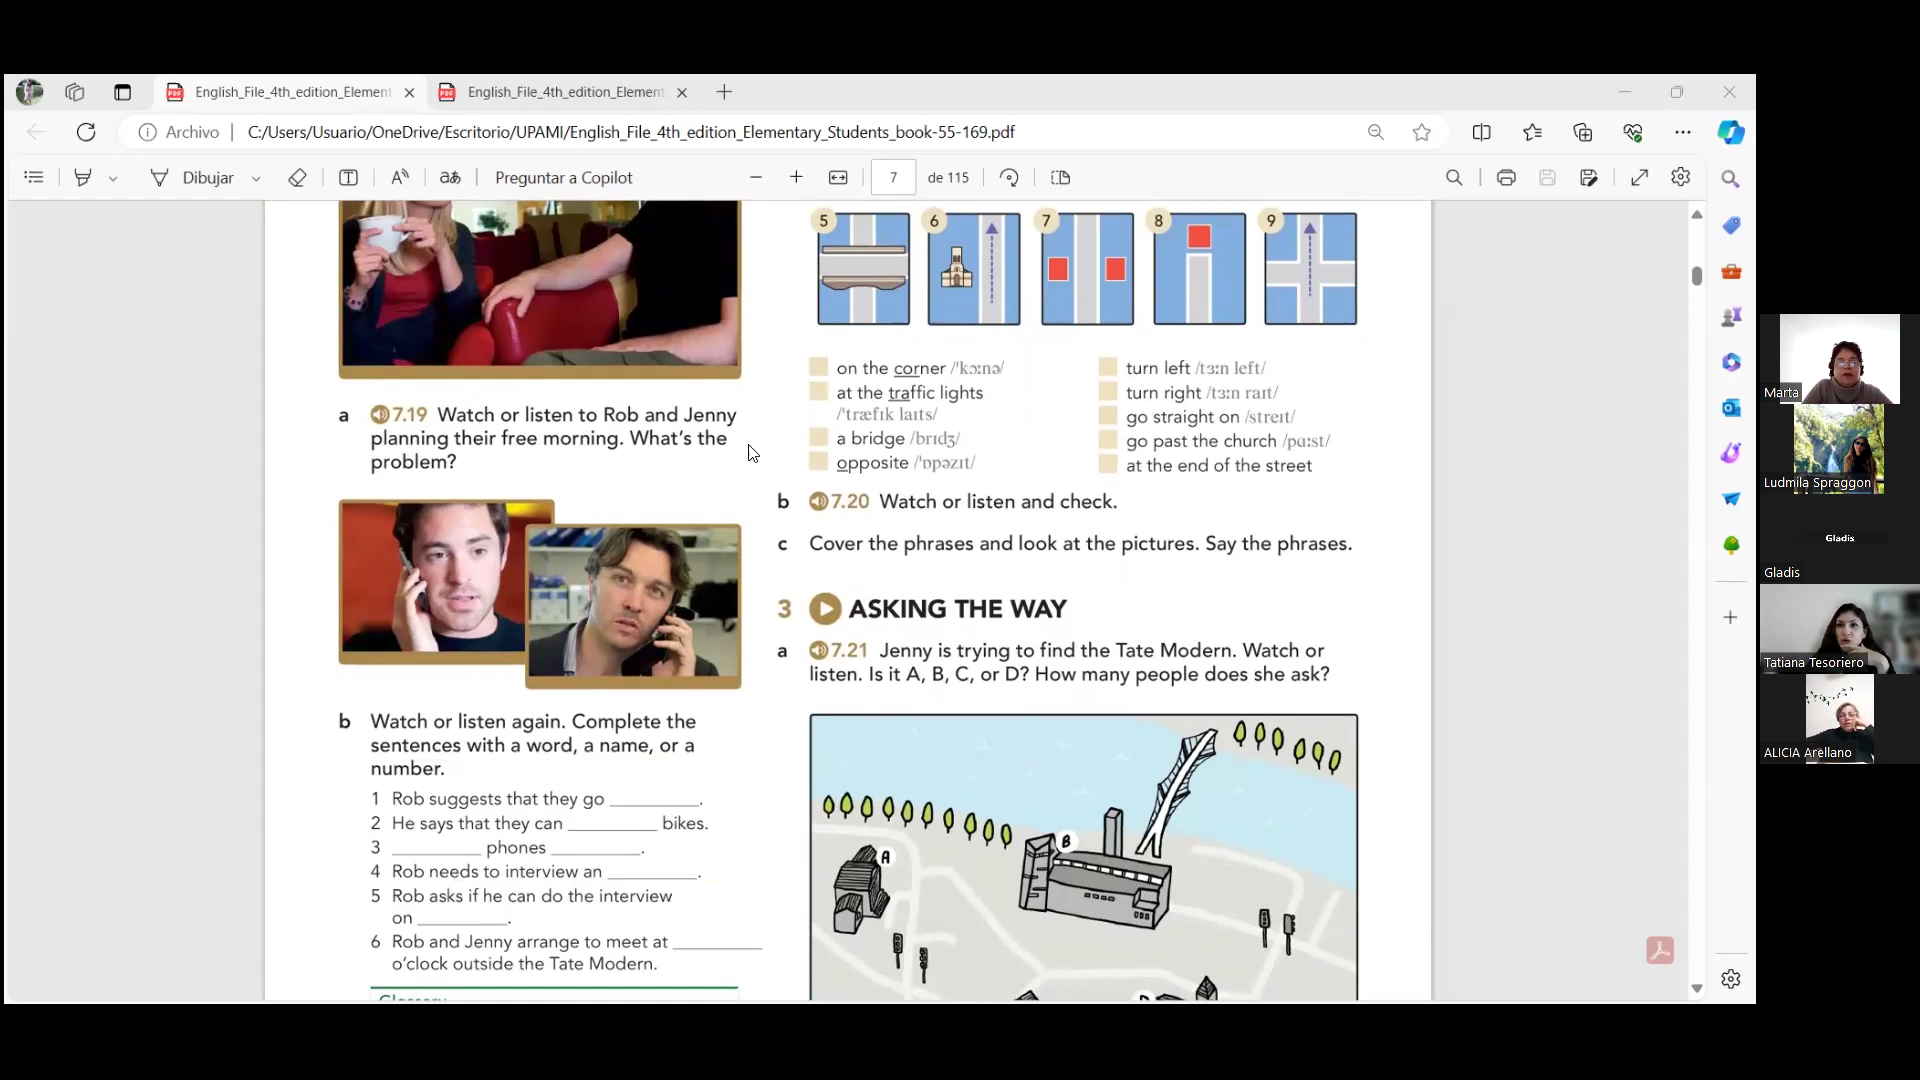 English_File_4th_edition_Element
English_File_4th_edition_Element
Archivo
C:/Users/Usuario/OneDrive/Escritorio/UPAMI/English_File_4th_edition_Elementary_Students_book-55-169.pdf
Dibujar
aあ
Preguntar a Copilot
7
de 115
5
6
7
8
9
a 7.19 Watch or listen to Rob and Jenny
planning their free morning. What's the
problem?
b Watch or listen again. Complete the
sentences with a word, a name, or a
number.
1 Rob suggests that they go __________.
2 He says that they can __________ bikes.
3 __________ phones __________.
4 Rob needs to interview an __________.
5 Rob asks if he can do the interview
on __________.
6 Rob and Jenny arrange to meet at __________
o'clock outside the Tate Modern.
on the corner /ˈkɔːnə/
at the traffic lights
/ˈtræfɪk laɪts/
a bridge /brɪdʒ/
opposite /ˈɒpəzɪt/
turn left /tɜːn left/
turn right /tɜːn raɪt/
go straight on /streɪt/
go past the church /pɑːst/
at the end of the street
b 7.20 Watch or listen and check.
c Cover the phrases and look at the pictures. Say the phrases.
3 ASKING THE WAY
a 7.21 Jenny is trying to find the Tate Modern. Watch or
listen. Is it A, B, C, or D? How many people does she ask?
A
B
Marta
Ludmila Spraggon
Gladis
Gladis
Tatiana Tesoriero
ALICIA Arellano